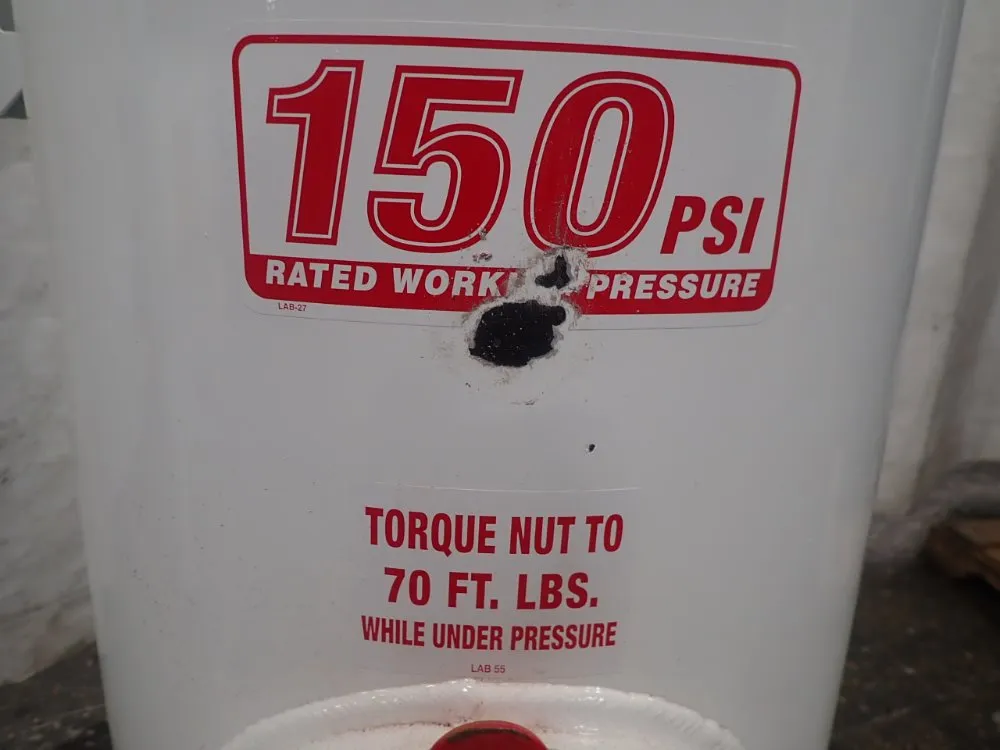 150 PSI
RATED WORK PRESSURE
LAB-27
TORQUE NUT TO
70 FT. LBS.
WHILE UNDER PRESSURE
LAB 55